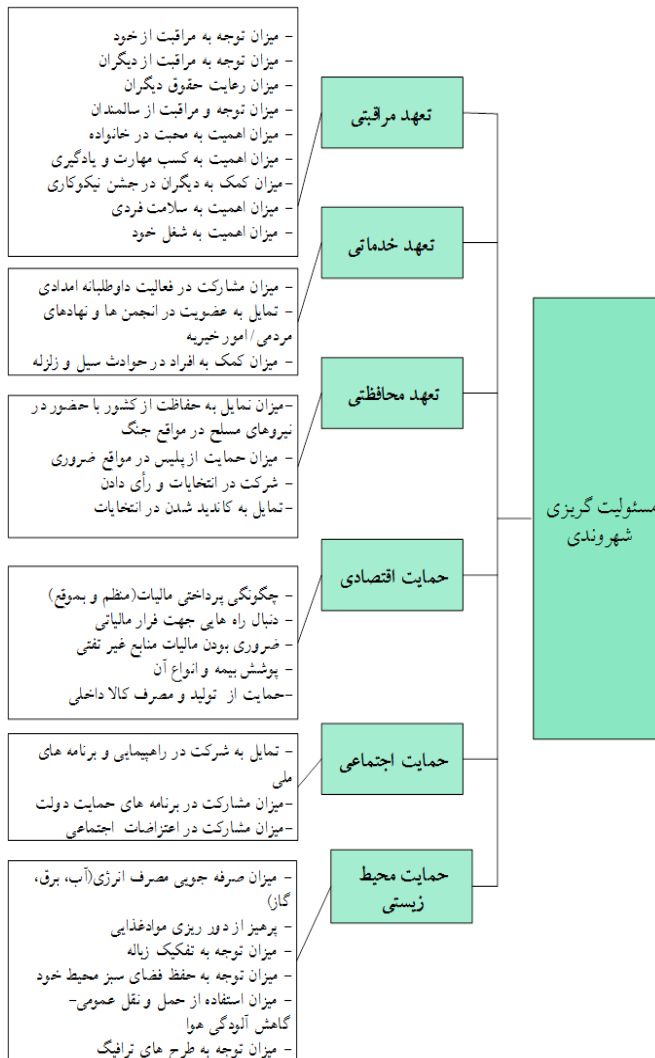 مسئولیت گریزی
شهروندی
تعهد مراقبتی
- میزان توجه به مراقبت از خود
- میزان توجه به مراقبت از دیگران
- میزان رعایت حقوق دیگران
- میزان توجه و مراقبت از سالمندان
- میزان اهمیت به محبت در خانواده
- میزان اهمیت به کسب مهارت و یادگیری
-میزان کمک به دیگران در جشن نیکوکاری
- میزان اهمیت به سلامت فردی
- میزان اهمیت به شغل خود
تعهد خدماتی
- میزان مشارکت در فعالیت داوطلبانه امدادی
- تمایل به عضویت در انجمن ها و نهادهای
مردمی/ امور خیریه
- میزان کمک به افراد در حوادث سیل و زلزله
تعهد محافظتی
-میزان تمایل به حفاظت از کشور با حضور در
نیروهای مسلح در مواقع جنگ
- میزان حمایت از پلیس در مواقع ضروری
- شرکت در انتخابات و رأی دادن
-تمایل به کاندید شدن در انتخابات
حمایت اقتصادی
- چگونگی پرداختی مالیات(منظم و بموقع)
- دنبال راه هایی جهت فرار مالیاتی
- ضروری بودن مالیات منابع غیر تفتی
- پوشش بیمه و انواع آن
-حمایت از تولید و مصرف کالا داخلی
حمایت اجتماعی
- تمایل به شرکت در راهپیمایی و برنامه های
ملی
-میزان مشارکت در برنامه های حمایت دولت
-میزان مشارکت در اعتراضات اجتماعی
حمایت محیط
زیستی
- میزان صرفه جویی مصرف انرژی(آب، برق،
گاز)
- پرهیز از دور ریزی موادغذایی
- میزان توجه به تفکیک زباله
- میزان توجه به حفظ فضای سبز محیط خود
- میزان استفاده از حمل و نقل عمومی-
گاهش آلودگی هوا
- میزان توجه به طرح های ترافیگ